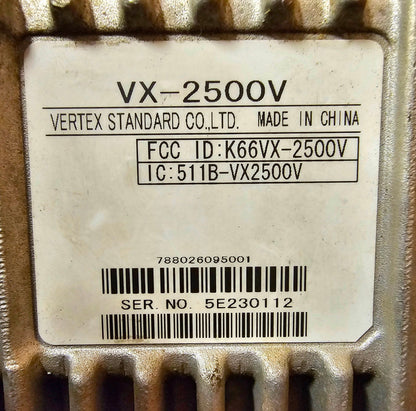 VX-2500V
VERTEX STANDARD CO.,LTD. MADE IN CHINA
FCC ID:K66VX-2500V
IC:511B-VX2500V
788026095001
SER. NO. 5E230112